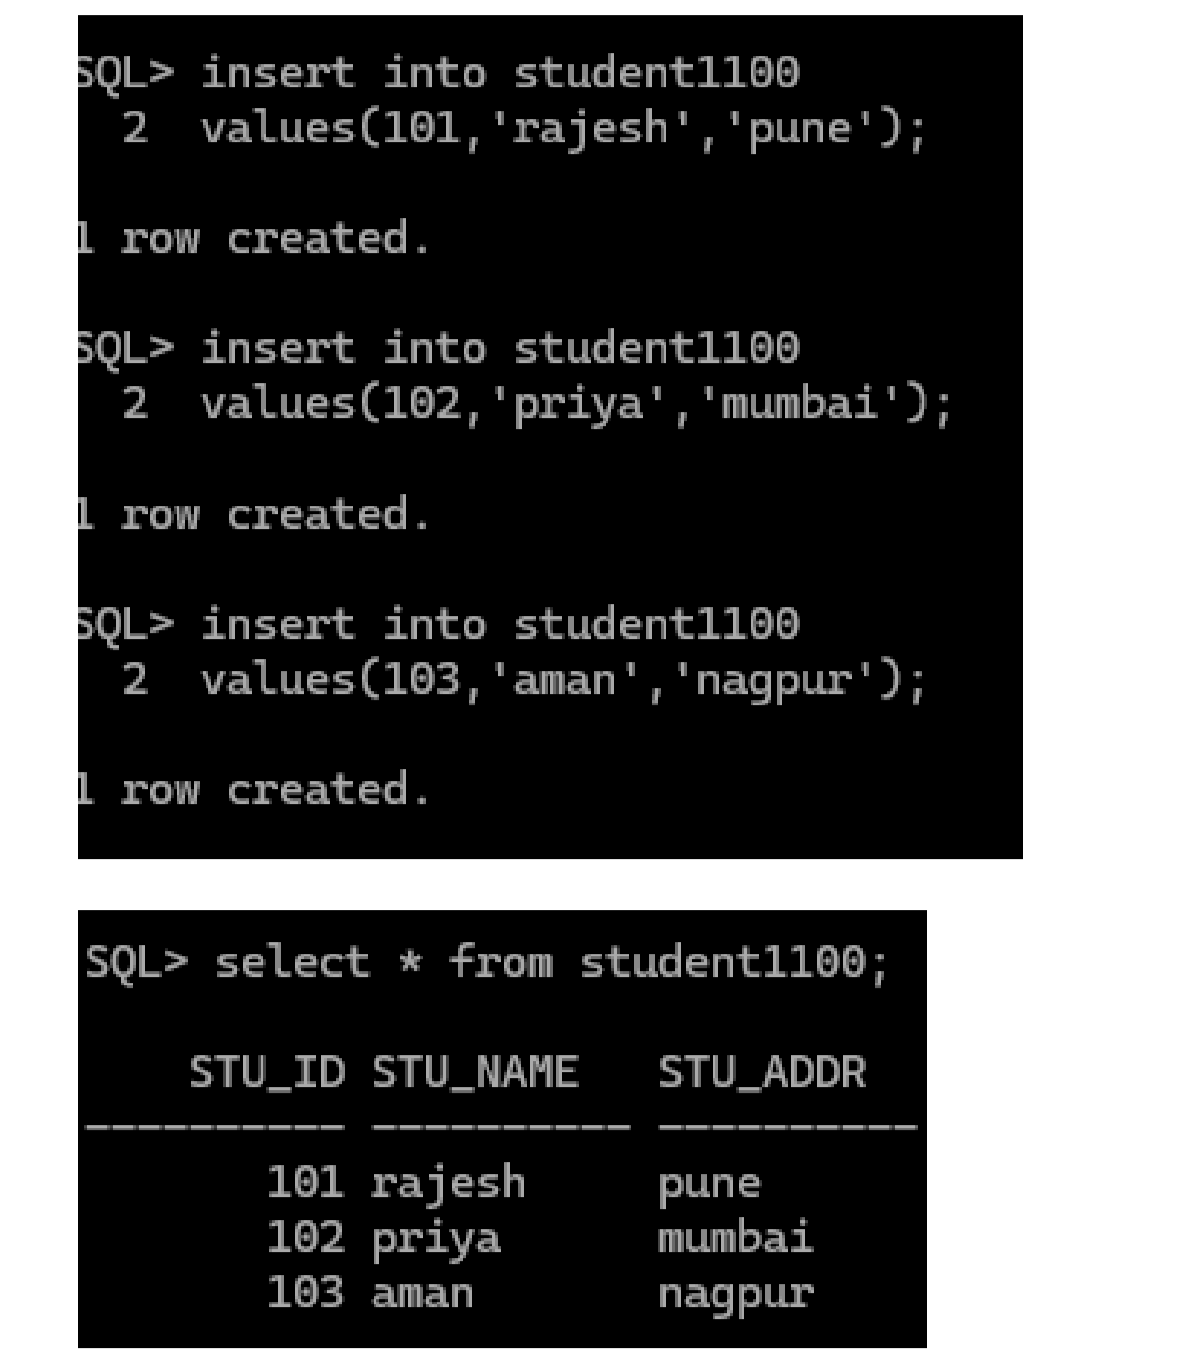 SQL> insert into student1100
  2  values(101,'rajesh','pune');
1 row created.
SQL> insert into student1100
  2  values(102,'priya','mumbai');
1 row created.
SQL> insert into student1100
  2  values(103,'aman','nagpur');
1 row created.
SQL> select * from student1100;
    STU_ID STU_NAME   STU_ADDR
---------- ---------- ----------
       101 rajesh     pune
       102 priya      mumbai
       103 aman       nagpur